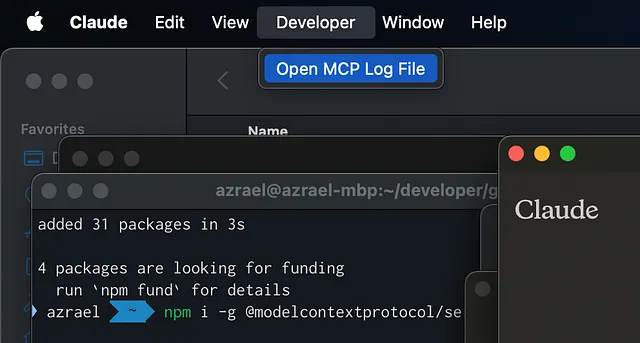 Claude Edit View Developer Window Help
Open MCP Log File
Favorites
Name
azrael@azrael-mbp:~/developer/g
Claude
added 31 packages in 3s
4 packages are looking for funding
run `npm fund` for details
azrael ~ npm i -g @modelcontextprotocol/se